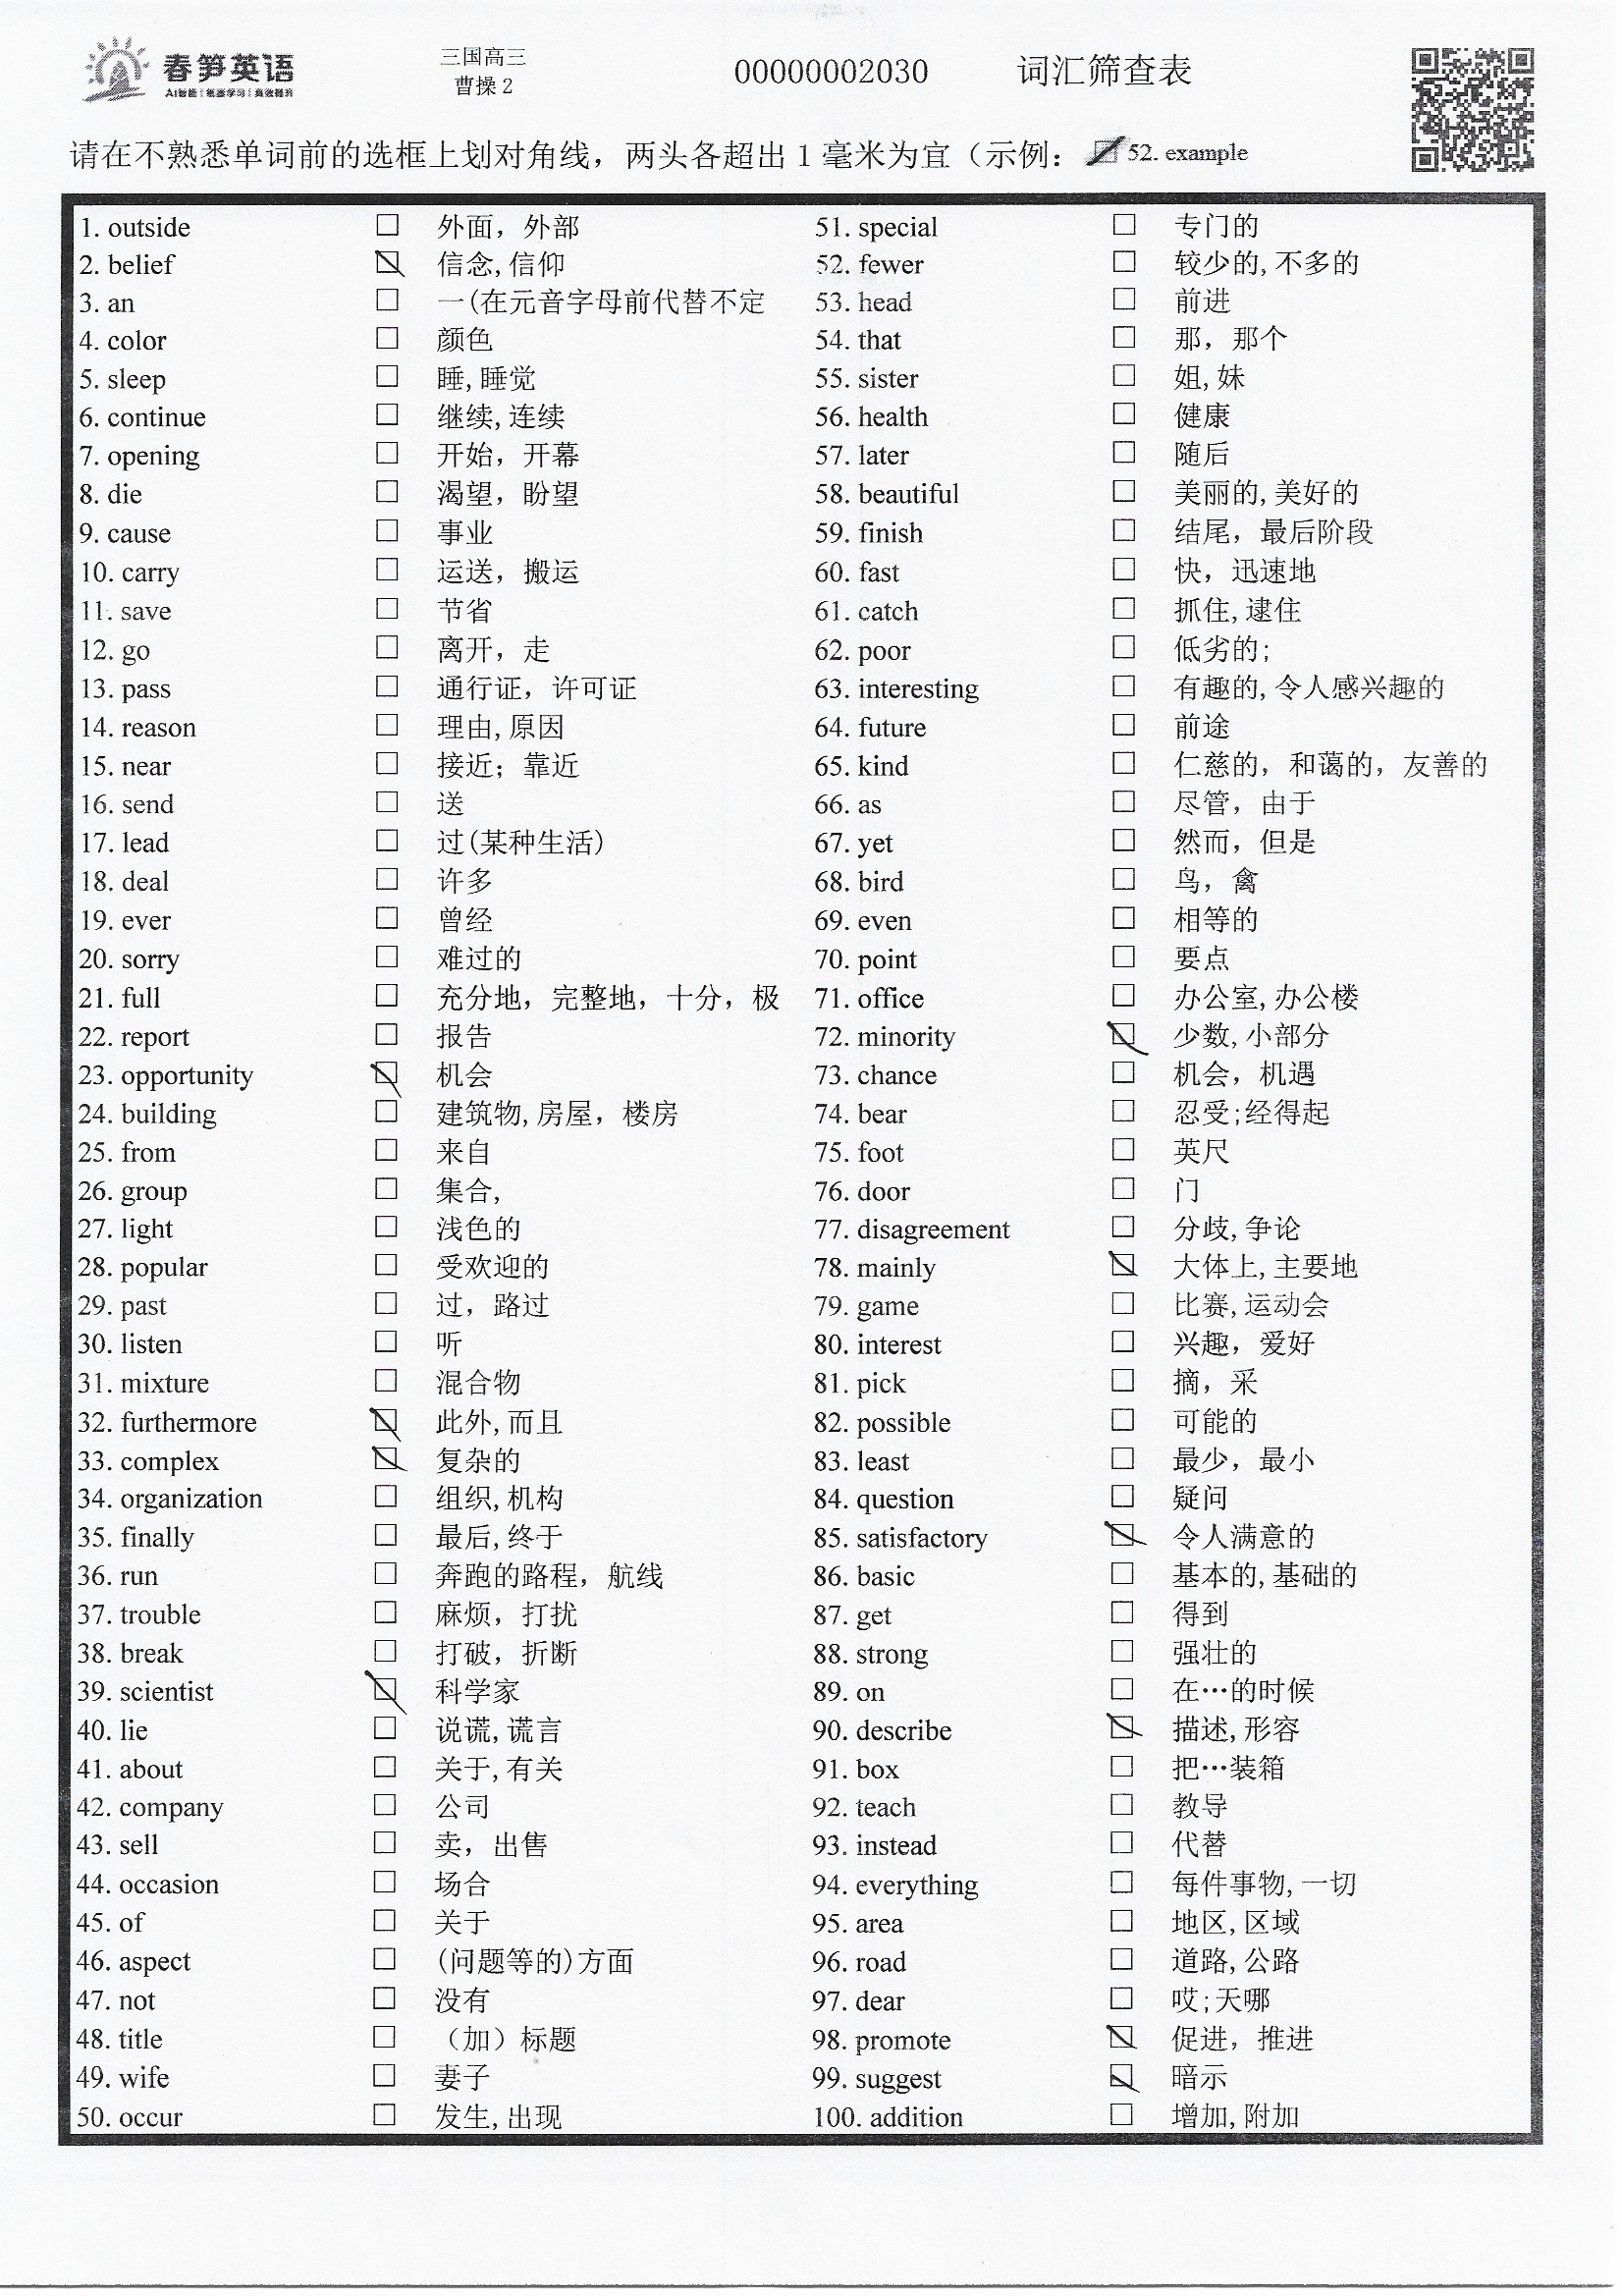 春笋英语
AI智能|纸面学习|高效提升
三国高三
曹操 2
00000002030
词汇筛查表
请在不熟悉单词前的选框上划对角线，两头各超出 1 毫米为宜（示例： 52. example
1. outside □ 外面，外部
2. belief 信念,信仰
3. an □ 一(在元音字母前代替不定
4. color □ 颜色
5. sleep □ 睡,睡觉
6. continue □ 继续,连续
7. opening □ 开始，开幕
8. die □ 渴望，盼望
9. cause □ 事业
10. carry □ 运送，搬运
11. save □ 节省
12. go □ 离开，走
13. pass □ 通行证，许可证
14. reason □ 理由,原因
15. near □ 接近；靠近
16. send □ 送
17. lead □ 过(某种生活)
18. deal □ 许多
19. ever □ 曾经
20. sorry □ 难过的
21. full □ 充分地，完整地，十分，极
22. report □ 报告
23. opportunity 机会
24. building □ 建筑物,房屋，楼房
25. from □ 来自
26. group □ 集合,
27. light □ 浅色的
28. popular □ 受欢迎的
29. past □ 过，路过
30. listen □ 听
31. mixture □ 混合物
32. furthermore 此外,而且
33. complex 复杂的
34. organization □ 组织,机构
35. finally □ 最后,终于
36. run □ 奔跑的路程，航线
37. trouble □ 麻烦，打扰
38. break □ 打破，折断
39. scientist 科学家
40. lie □ 说谎,谎言
41. about □ 关于,有关
42. company □ 公司
43. sell □ 卖，出售
44. occasion □ 场合
45. of □ 关于
46. aspect □ (问题等的)方面
47. not □ 没有
48. title □ （加）标题
49. wife □ 妻子
50. occur □ 发生,出现
51. special □ 专门的
52. fewer □ 较少的,不多的
53. head □ 前进
54. that □ 那，那个
55. sister □ 姐,妹
56. health □ 健康
57. later □ 随后
58. beautiful □ 美丽的,美好的
59. finish □ 结尾，最后阶段
60. fast □ 快，迅速地
61. catch □ 抓住,逮住
62. poor □ 低劣的;
63. interesting □ 有趣的,令人感兴趣的
64. future □ 前途
65. kind □ 仁慈的，和蔼的，友善的
66. as □ 尽管，由于
67. yet □ 然而，但是
68. bird □ 鸟，禽
69. even □ 相等的
70. point □ 要点
71. office □ 办公室,办公楼
72. minority 少数,小部分
73. chance □ 机会，机遇
74. bear □ 忍受;经得起
75. foot □ 英尺
76. door □ 门
77. disagreement □ 分歧,争论
78. mainly 大体上,主要地
79. game □ 比赛,运动会
80. interest □ 兴趣，爱好
81. pick □ 摘，采
82. possible □ 可能的
83. least □ 最少，最小
84. question □ 疑问
85. satisfactory 令人满意的
86. basic □ 基本的,基础的
87. get □ 得到
88. strong □ 强壮的
89. on □ 在…的时候
90. describe 描述,形容
91. box □ 把…装箱
92. teach □ 教导
93. instead □ 代替
94. everything □ 每件事物,一切
95. area □ 地区,区域
96. road □ 道路,公路
97. dear □ 哎;天哪
98. promote 促进，推进
99. suggest 暗示
100. addition □ 增加,附加